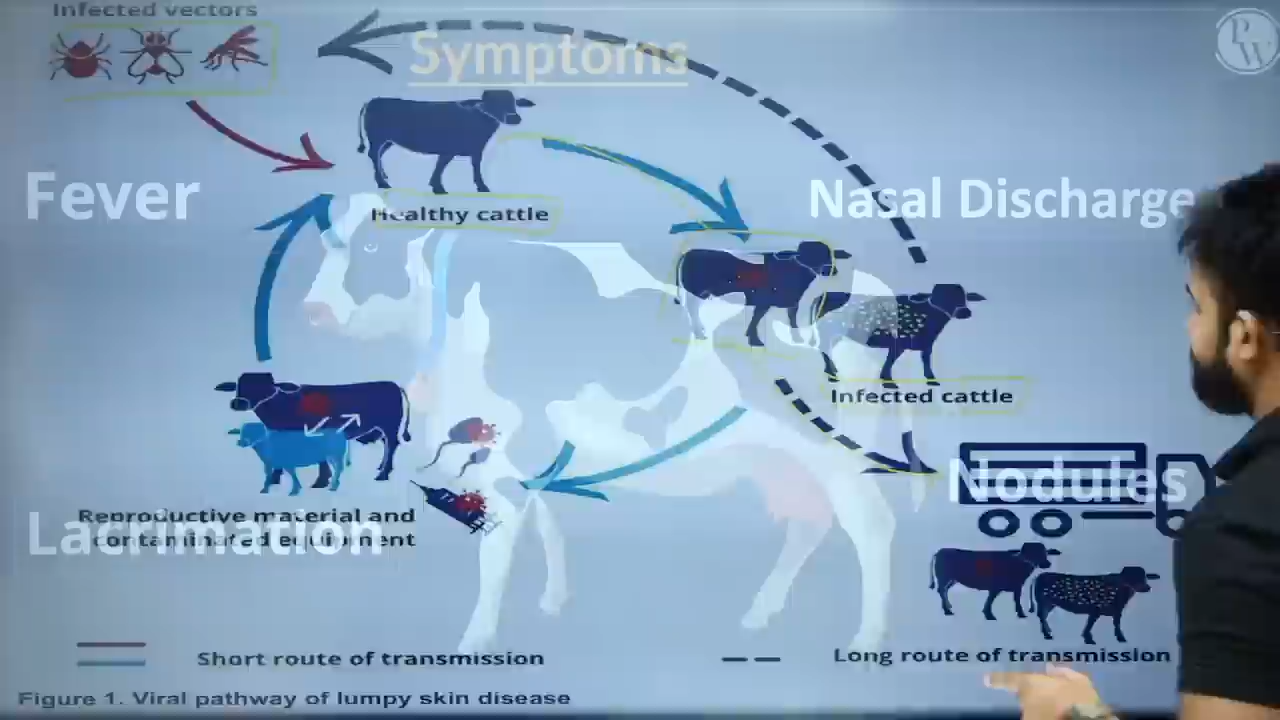 Infected vectors
Symptoms
Fever
Healthy cattle
Nasal Discharge
Infected cattle
Nodules
Reproductive material and
contaminated equipment
Lacrimation
Short route of transmission
Long route of transmission
Figure 1. Viral pathway of lumpy skin disease
PW